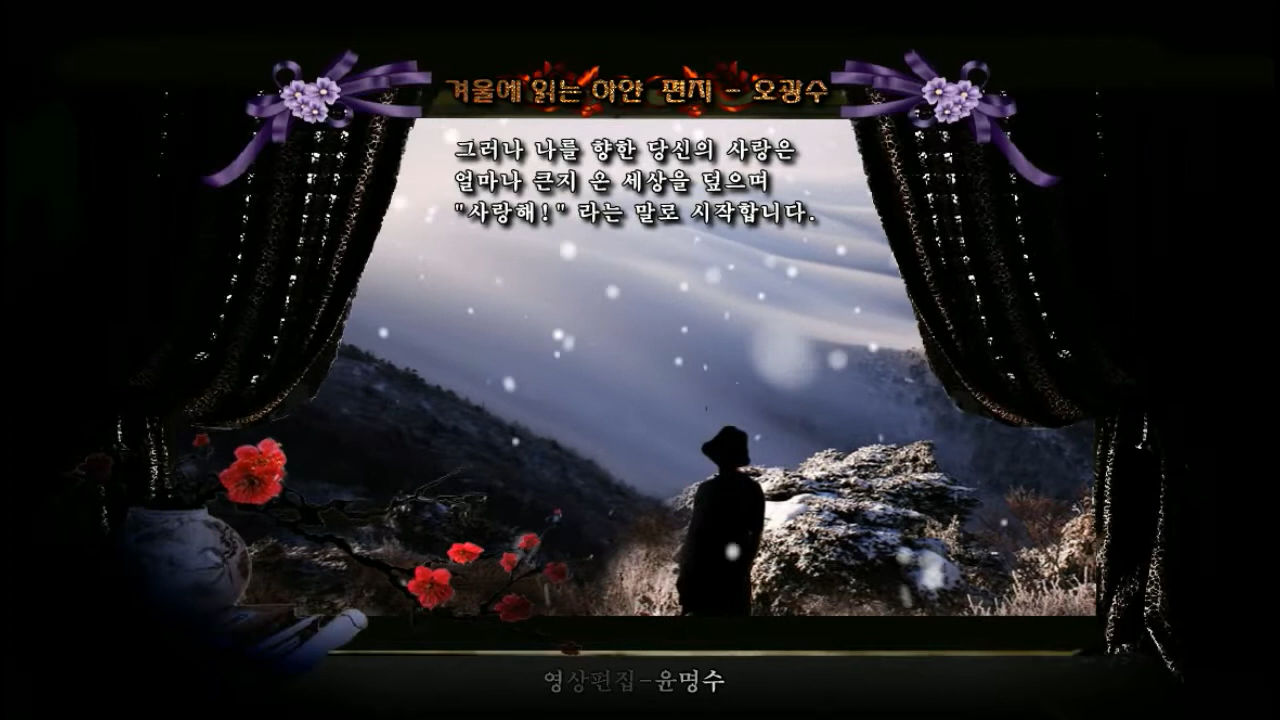 겨울에 읽는 하얀 편지 - 오광수
그러나 나를 향한 당신의 사랑은
얼마나 큰지 온 세상을 덮으며
"사랑해!" 라는 말로 시작합니다.
영상편집-윤명수